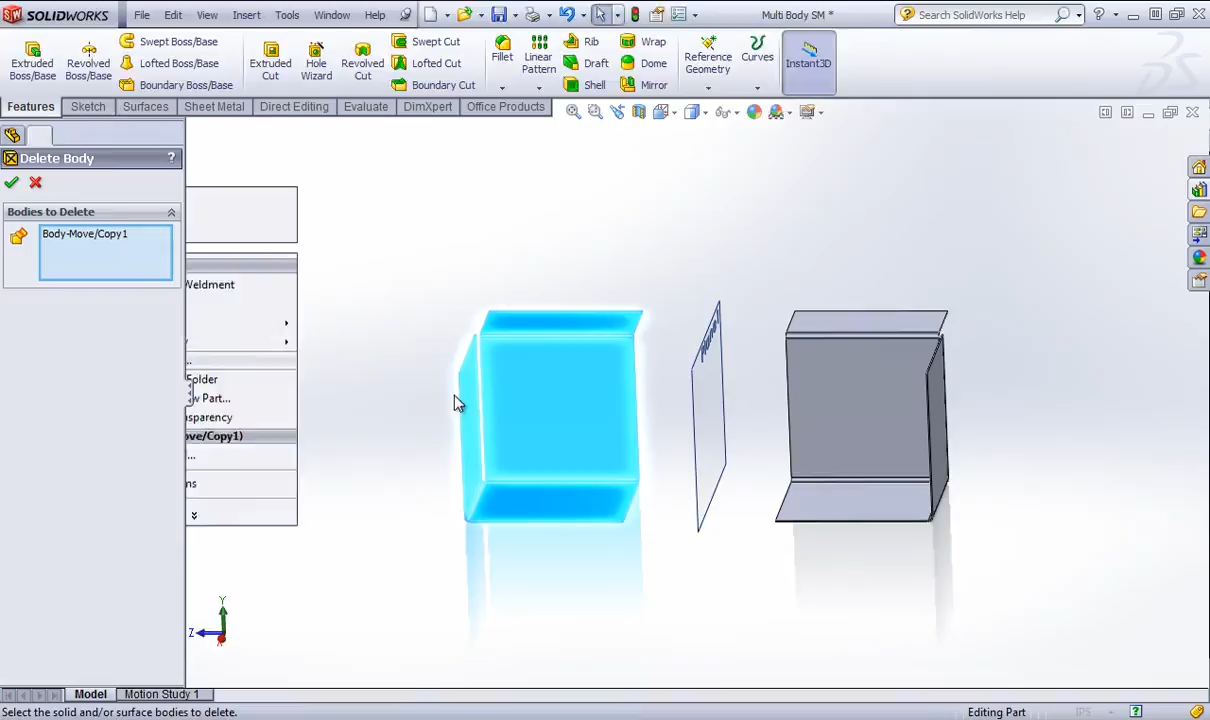 SOLIDWORKS
File Edit View Insert Tools Window Help
Multi Body SM *
Search SolidWorks Help
Extruded Boss/Base
Revolved Boss/Base
Swept Boss/Base
Lofted Boss/Base
Boundary Boss/Base
Extruded Cut
Hole Wizard
Revolved Cut
Swept Cut
Lofted Cut
Boundary Cut
Fillet
Linear Pattern
Rib
Draft
Shell
Wrap
Dome
Mirror
Reference Geometry
Curves
Instant3D
Features Sketch Surfaces Sheet Metal Direct Editing Evaluate DimXpert Office Products
Delete Body ?
Bodies to Delete
Body-Move/Copy1
Weldment
...
Folder
w Part...
sparency
ove/Copy1)
...
ms
Y
Z
X
Model Motion Study 1
Select the solid and/or surface bodies to delete.
Editing Part
IPS